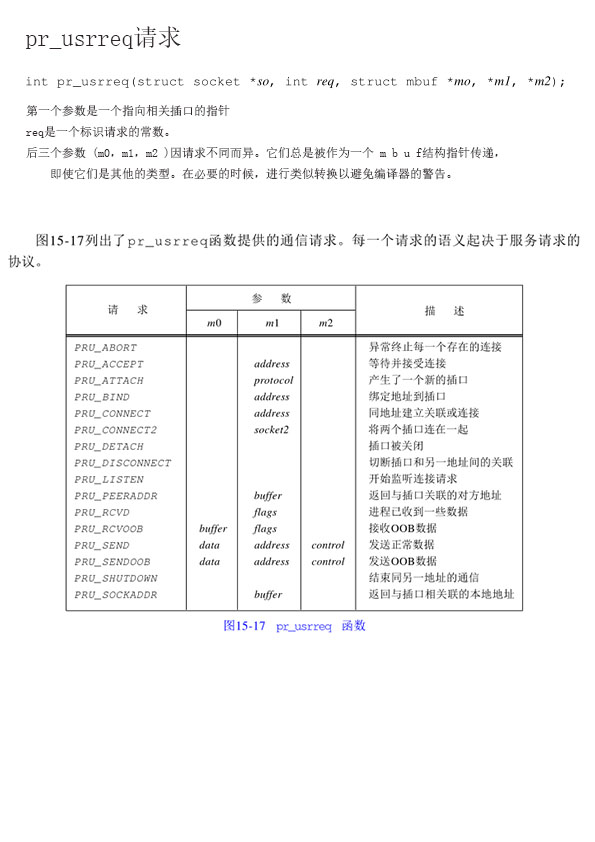 pr_usrreq请求
int pr_usrreq(struct socket *so, int req, struct mbuf *mo, *m1, *m2);
第一个参数是一个指向相关插口的指针
req是一个标识请求的常数。
后三个参数 (m0，m1，m2 )因请求不同而异。它们总是被作为一个 m b u f结构指针传递，
即使它们是其他的类型。在必要的时候，进行类似转换以避免编译器的警告。
图15-17列出了pr_usrreq函数提供的通信请求。每一个请求的语义起决于服务请求的
协议。
请 求 参 数 描 述
m0 m1 m2
PRU_ABORT 异常终止每一个存在的连接
PRU_ACCEPT address 等待并接受连接
PRU_ATTACH protocol 产生了一个新的插口
PRU_BIND address 绑定地址到插口
PRU_CONNECT address 同地址建立关联或连接
PRU_CONNECT2 socket2 将两个插口连在一起
PRU_DETACH 插口被关闭
PRU_DISCONNECT 切断插口和另一地址间的关联
PRU_LISTEN 开始监听连接请求
PRU_PEERADDR buffer 返回与插口关联的对方地址
PRU_RCVD flags 进程已收到一些数据
PRU_RCVOOB buffer flags 接收OOB数据
PRU_SEND data address control 发送正常数据
PRU_SENDOOB data address control 发送OOB数据
PRU_SHUTDOWN 结束同另一地址的通信
PRU_SOCKADDR buffer 返回与插口相关联的本地地址
图15-17 pr_usrreq 函数